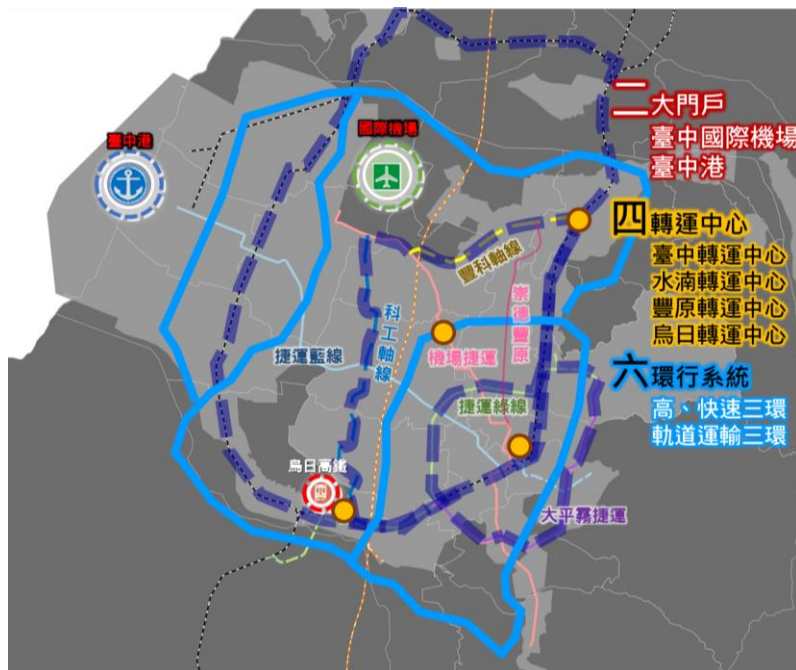 臺中港
國際機場
二大門戶
臺中國際機場
臺中港
四轉運中心
臺中轉運中心
水湳轉運中心
豐原轉運中心
烏日轉運中心
六環行系統
高、快速三環
軌道運輸三環
豐科軸線
科工軸線
崇德豐原
捷運藍線
機場捷運
捷運綠線
烏日高鐵
大平霧捷運